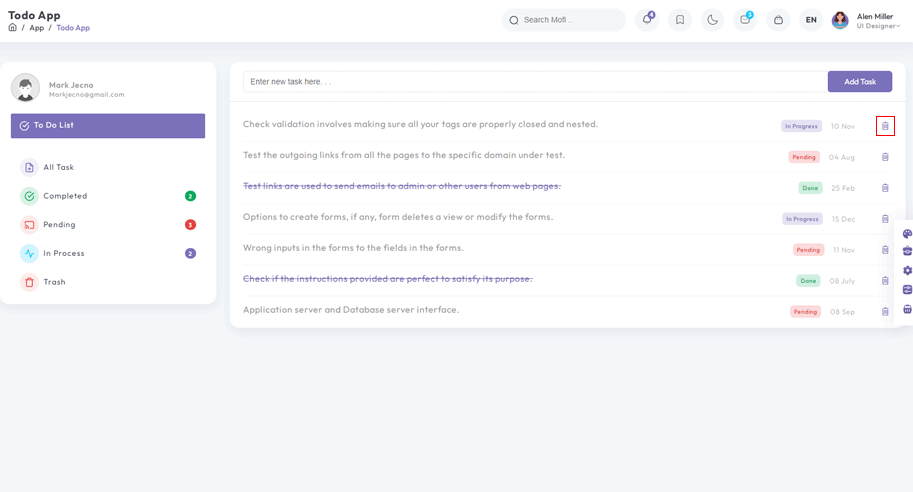 Todo App
/ App / Todo App
Search Mofi ..
4
3
EN
Alen Miller
UI Designer
Mark Jecno
Markjecno@gmail.com
To Do List
All Task
Completed 2
Pending 3
In Process 2
Trash
Enter new task here. . .
Add Task
Check validation involves making sure all your tags are properly closed and nested. In Progress 10 Nov
Test the outgoing links from all the pages to the specific domain under test. Pending 04 Aug
Test links are used to send emails to admin or other users from web pages. Done 25 Feb
Options to create forms, if any, form deletes a view or modify the forms. In Progress 15 Dec
Wrong inputs in the forms to the fields in the forms. Pending 11 Nov
Check if the instructions provided are perfect to satisfy its purpose. Done 08 July
Application server and Database server interface. Pending 08 Sep